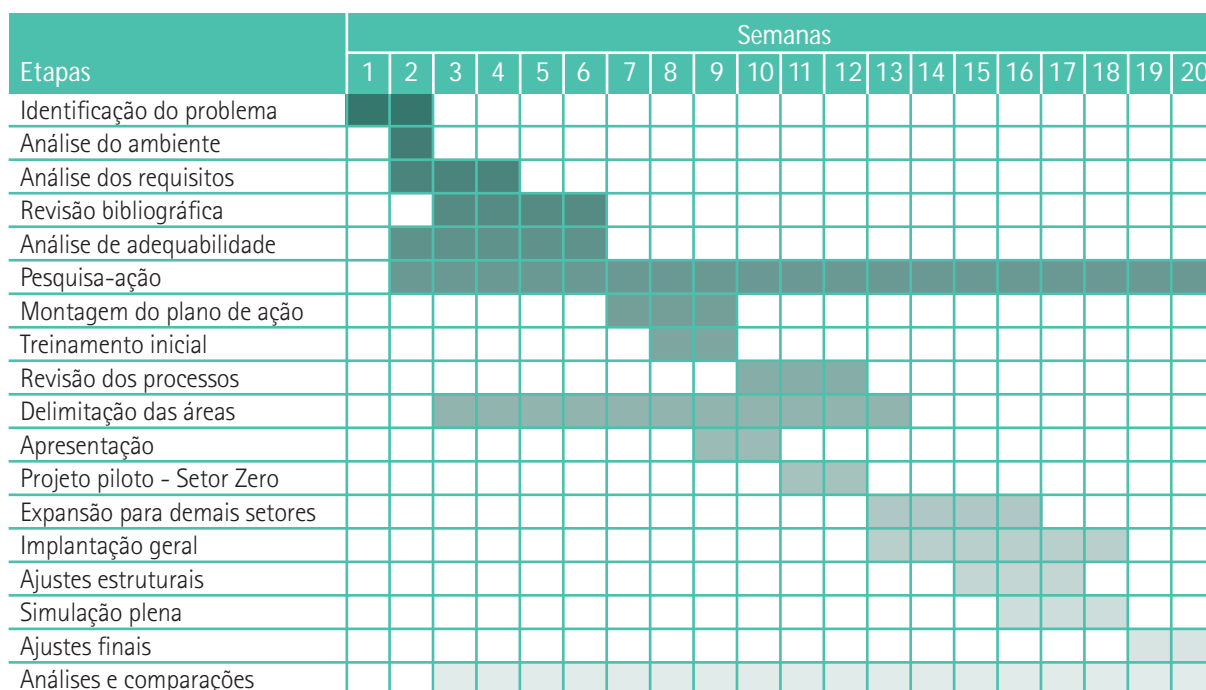 Semanas
Etapas 1 2 3 4 5 6 7 8 9 10 11 12 13 14 15 16 17 18 19 20
Identificação do problema
Análise do ambiente
Análise dos requisitos
Revisão bibliográfica
Análise de adequabilidade
Pesquisa-ação
Montagem do plano de ação
Treinamento inicial
Revisão dos processos
Delimitação das áreas
Apresentação
Projeto piloto - Setor Zero
Expansão para demais setores
Implantação geral
Ajustes estruturais
Simulação plena
Ajustes finais
Análises e comparações